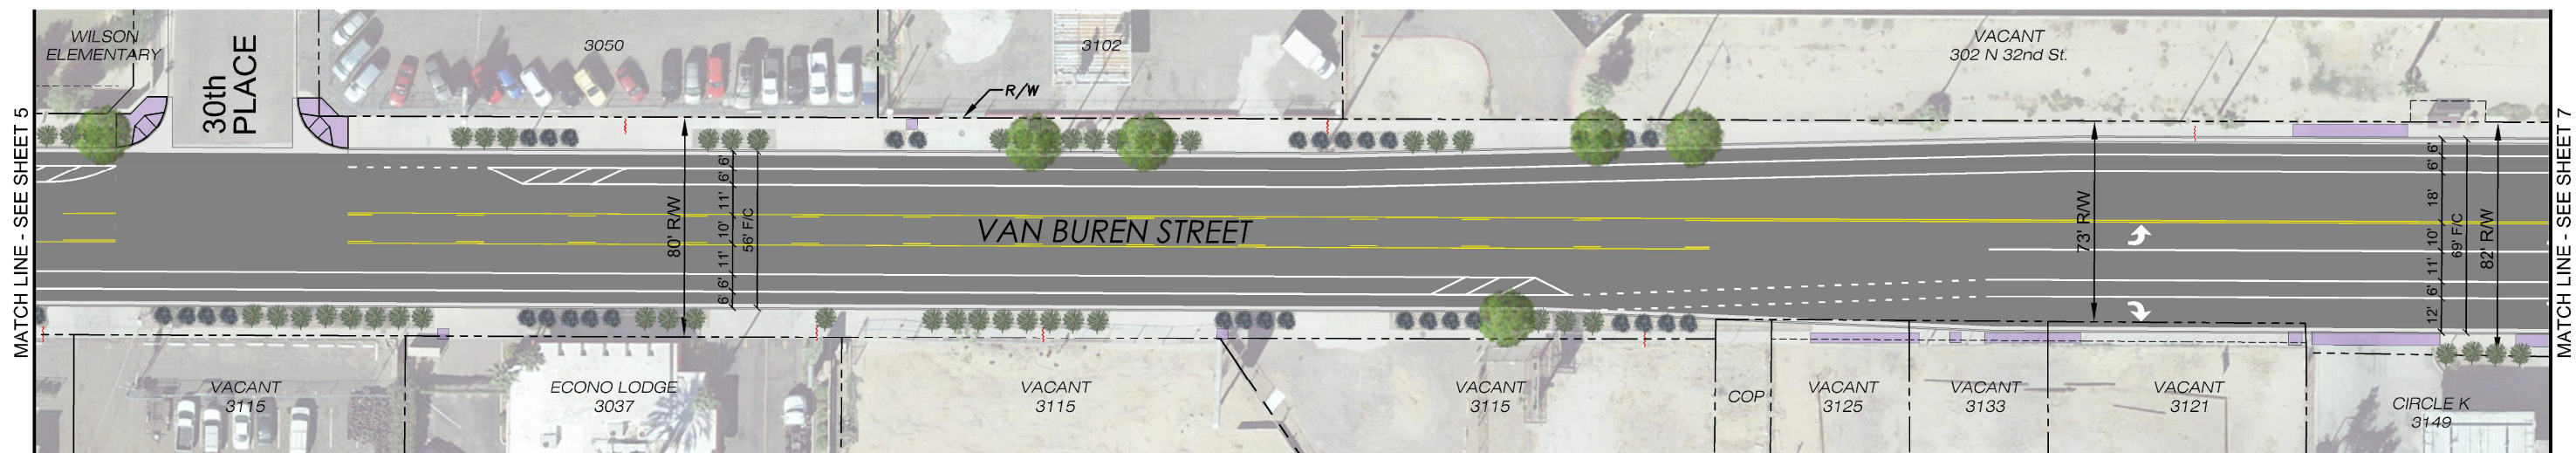 MATCH LINE - SEE SHEET 5
WILSON
ELEMENTARY
30th
PLACE
3050
3102
R/W
VACANT
302 N 32nd St.
MATCH LINE - SEE SHEET 7
80' R/W
6'
6'
11'
10'
11'
6'
6'
56' F/C
VAN BUREN STREET
73' R/W
6'
6'
18'
10'
11'
6'
12'
69' F/C
82' R/W
VACANT
3115
ECONO LODGE
3037
VACANT
3115
VACANT
3115
COP
VACANT
3125
VACANT
3133
VACANT
3121
CIRCLE K
3149